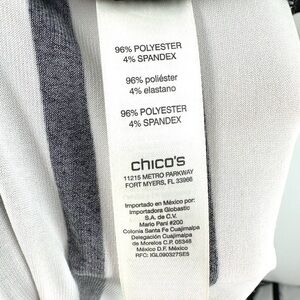 96% POLYESTER
4% SPANDEX
96% poliéster
4% elastano
96% POLYESTER
4% SPANDEX
chico's
11215 METRO PARKWAY
FORT MYERS, FL 33966
Importado en México por:
Importadora Globastic
S.A. de C.V.
Mario Pani #200
Colonia Santa Fe Cuajimalpa
Delegación Cuajimalpa
de Morelos C.P. 05348
México D.F. México
RFC: IGL090327SE5